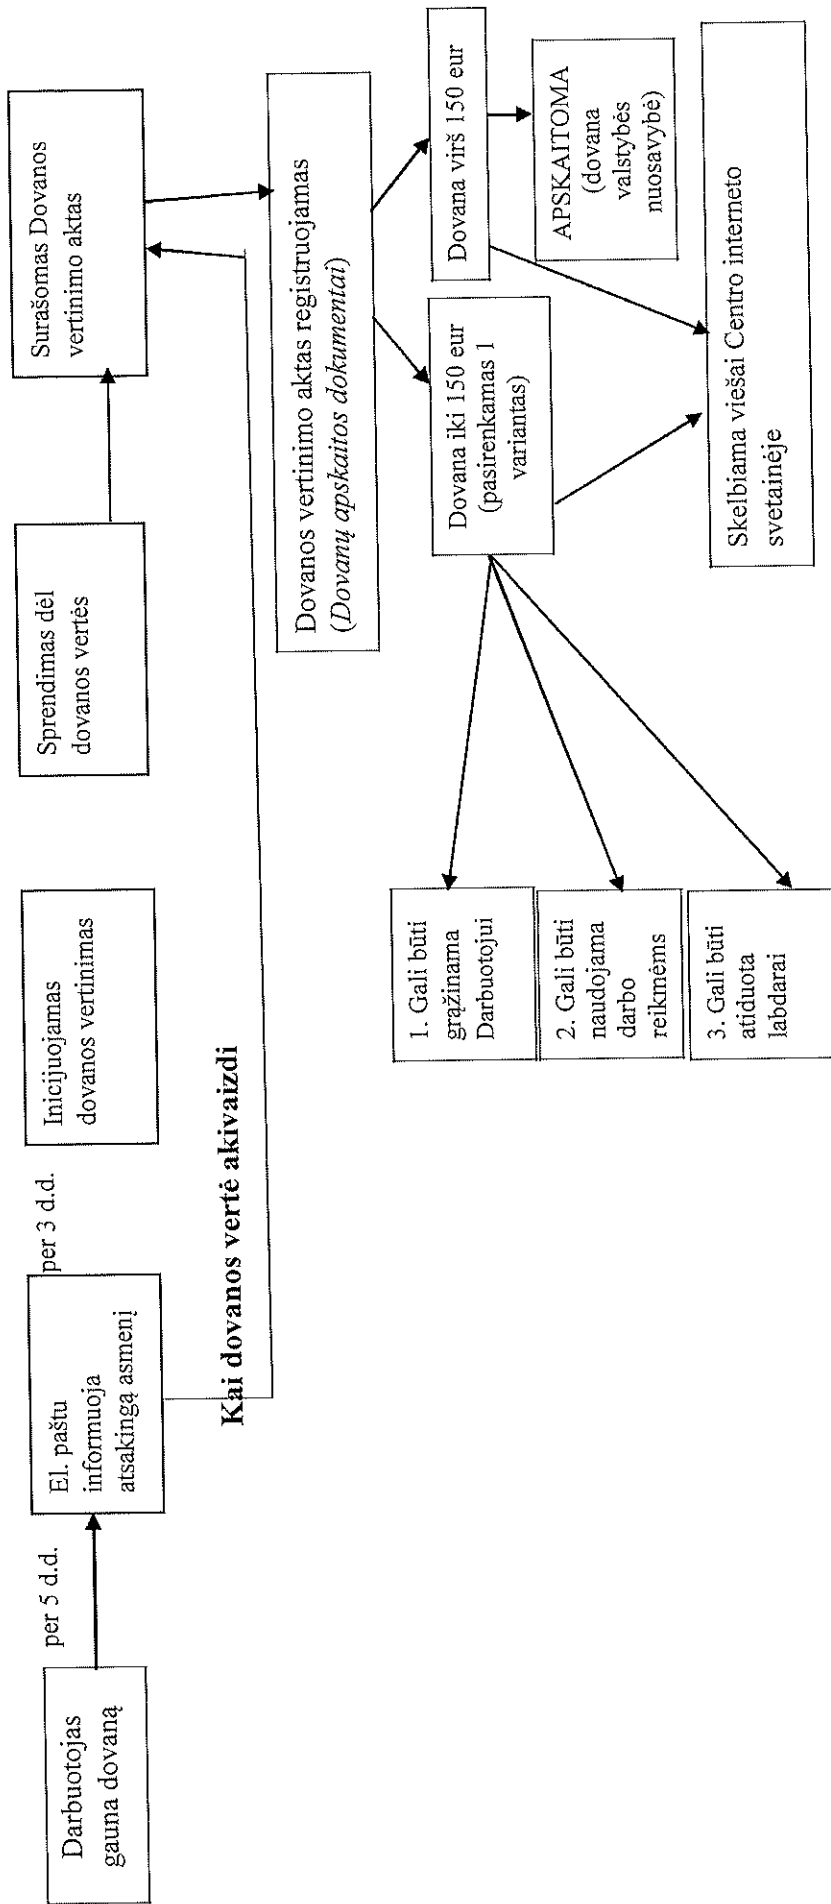 Darbuotojas
gauna dovaną
per 5 d.d.
El. paštu
informuoja
atsakingą asmenį
per 3 d.d.
Inicijuojamas
dovanos vertinimas
Sprendimas dėl
dovanos vertės
Surašomas Dovanos
vertinimo aktas
Kai dovanos vertė akivaizdi
Dovanos vertinimo aktas registruojamas
(Dovanų apskaitos dokumentai)
Dovana iki 150 eur
(pasirenkamas 1
variantas)
Dovana virš 150 eur
1. Gali būti
grąžinama
Darbuotojui
2. Gali būti
naudojama
darbo
reikmėms
3. Gali būti
atiduota
labdarai
APSKAITOMA
(dovana
valstybės
nuosavybė)
Skelbiama viešai Centro interneto
svetainėje